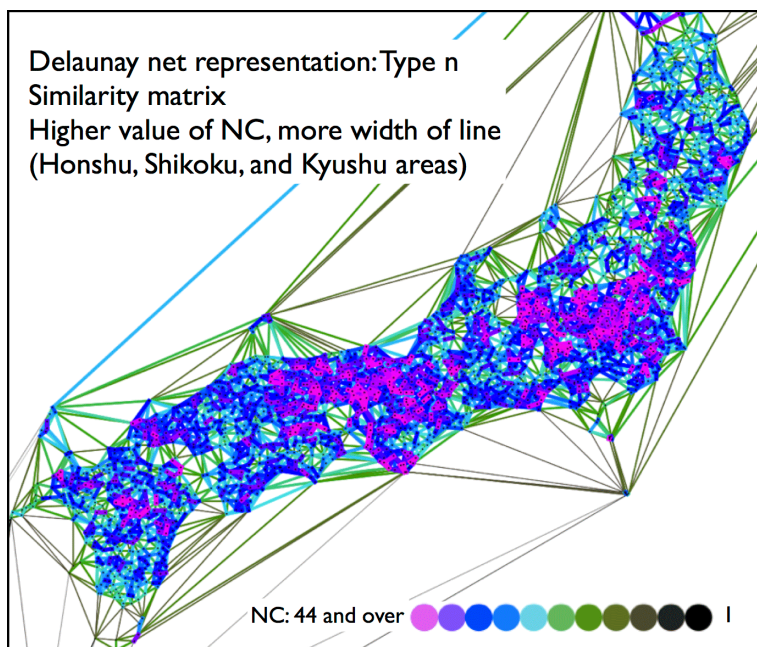 Delaunay net representation: Type n
Similarity matrix
Higher value of NC, more width of line
(Honshu, Shikoku, and Kyushu areas)
NC: 44 and over 1